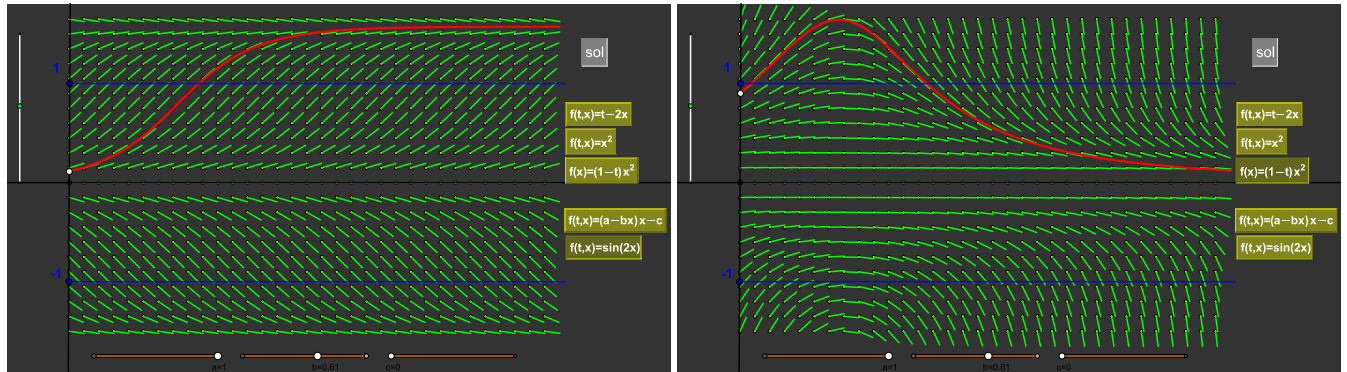 1
sol
f(t,x)=t−2x
f(t,x)=x²
f(x)=(1−t)x²
f(t,x)=(a−bx)x−c
f(t,x)=sin(2x)
-1
a=1
b=0.61
c=0
1
sol
f(t,x)=t−2x
f(t,x)=x²
f(x)=(1−t)x²
f(t,x)=(a−bx)x−c
f(t,x)=sin(2x)
-1
a=1
b=0.61
c=0